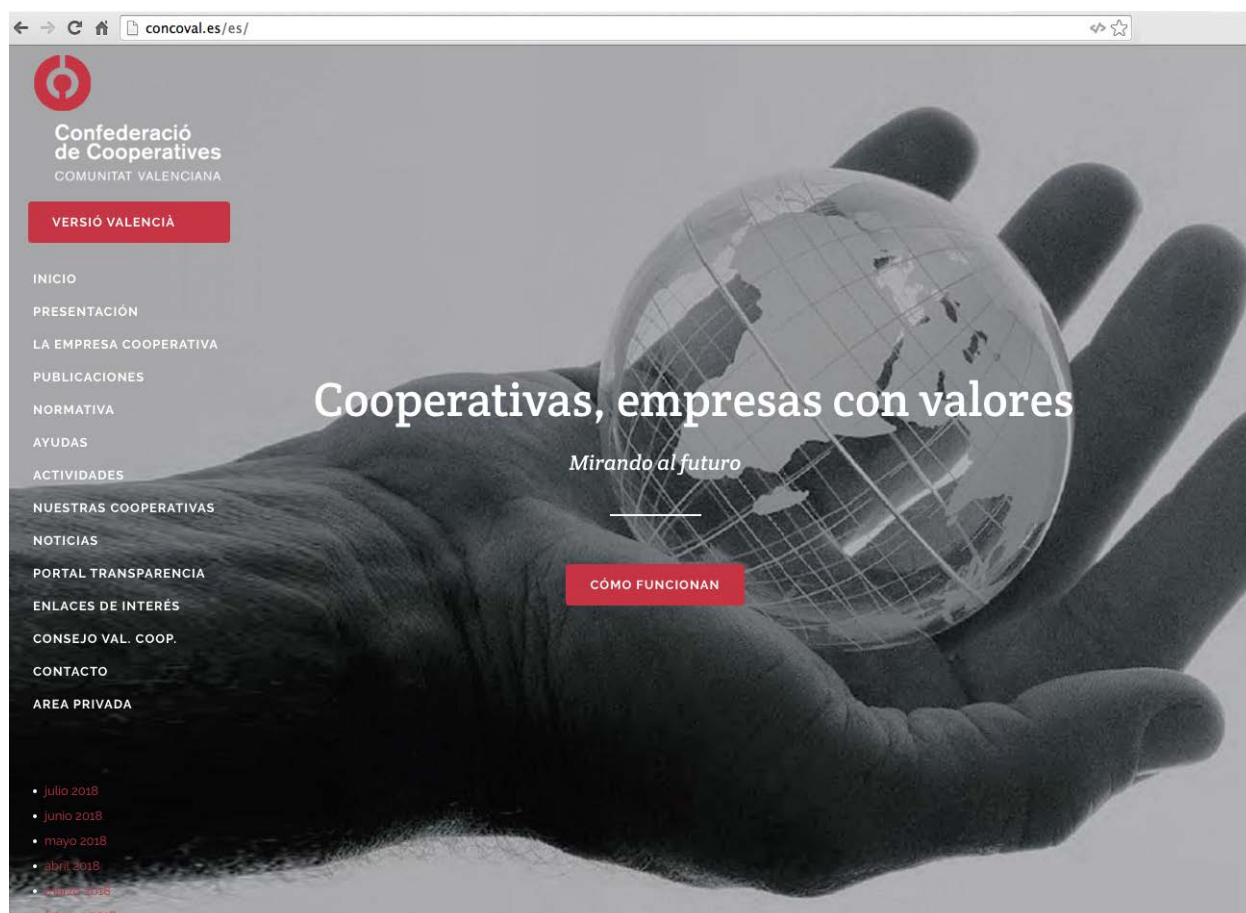 concoval.es/es/
Confederació
de Cooperatives
COMUNITAT VALENCIANA
VERSIÓ VALENCIÀ
INICIO
PRESENTACIÓN
LA EMPRESA COOPERATIVA
PUBLICACIONES
NORMATIVA
AYUDAS
ACTIVIDADES
NUESTRAS COOPERATIVAS
NOTICIAS
PORTAL TRANSPARENCIA
ENLACES DE INTERÉS
CONSEJO VAL. COOP.
CONTACTO
AREA PRIVADA
Cooperativas, empresas con valores
Mirando al futuro
CÓMO FUNCIONAN
julio 2018
junio 2018
mayo 2018
abril 2018
marzo 2018